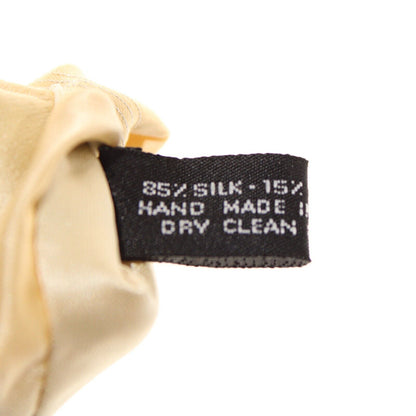 85% SILK - 15%
HAND MADE
DRY CLEAN